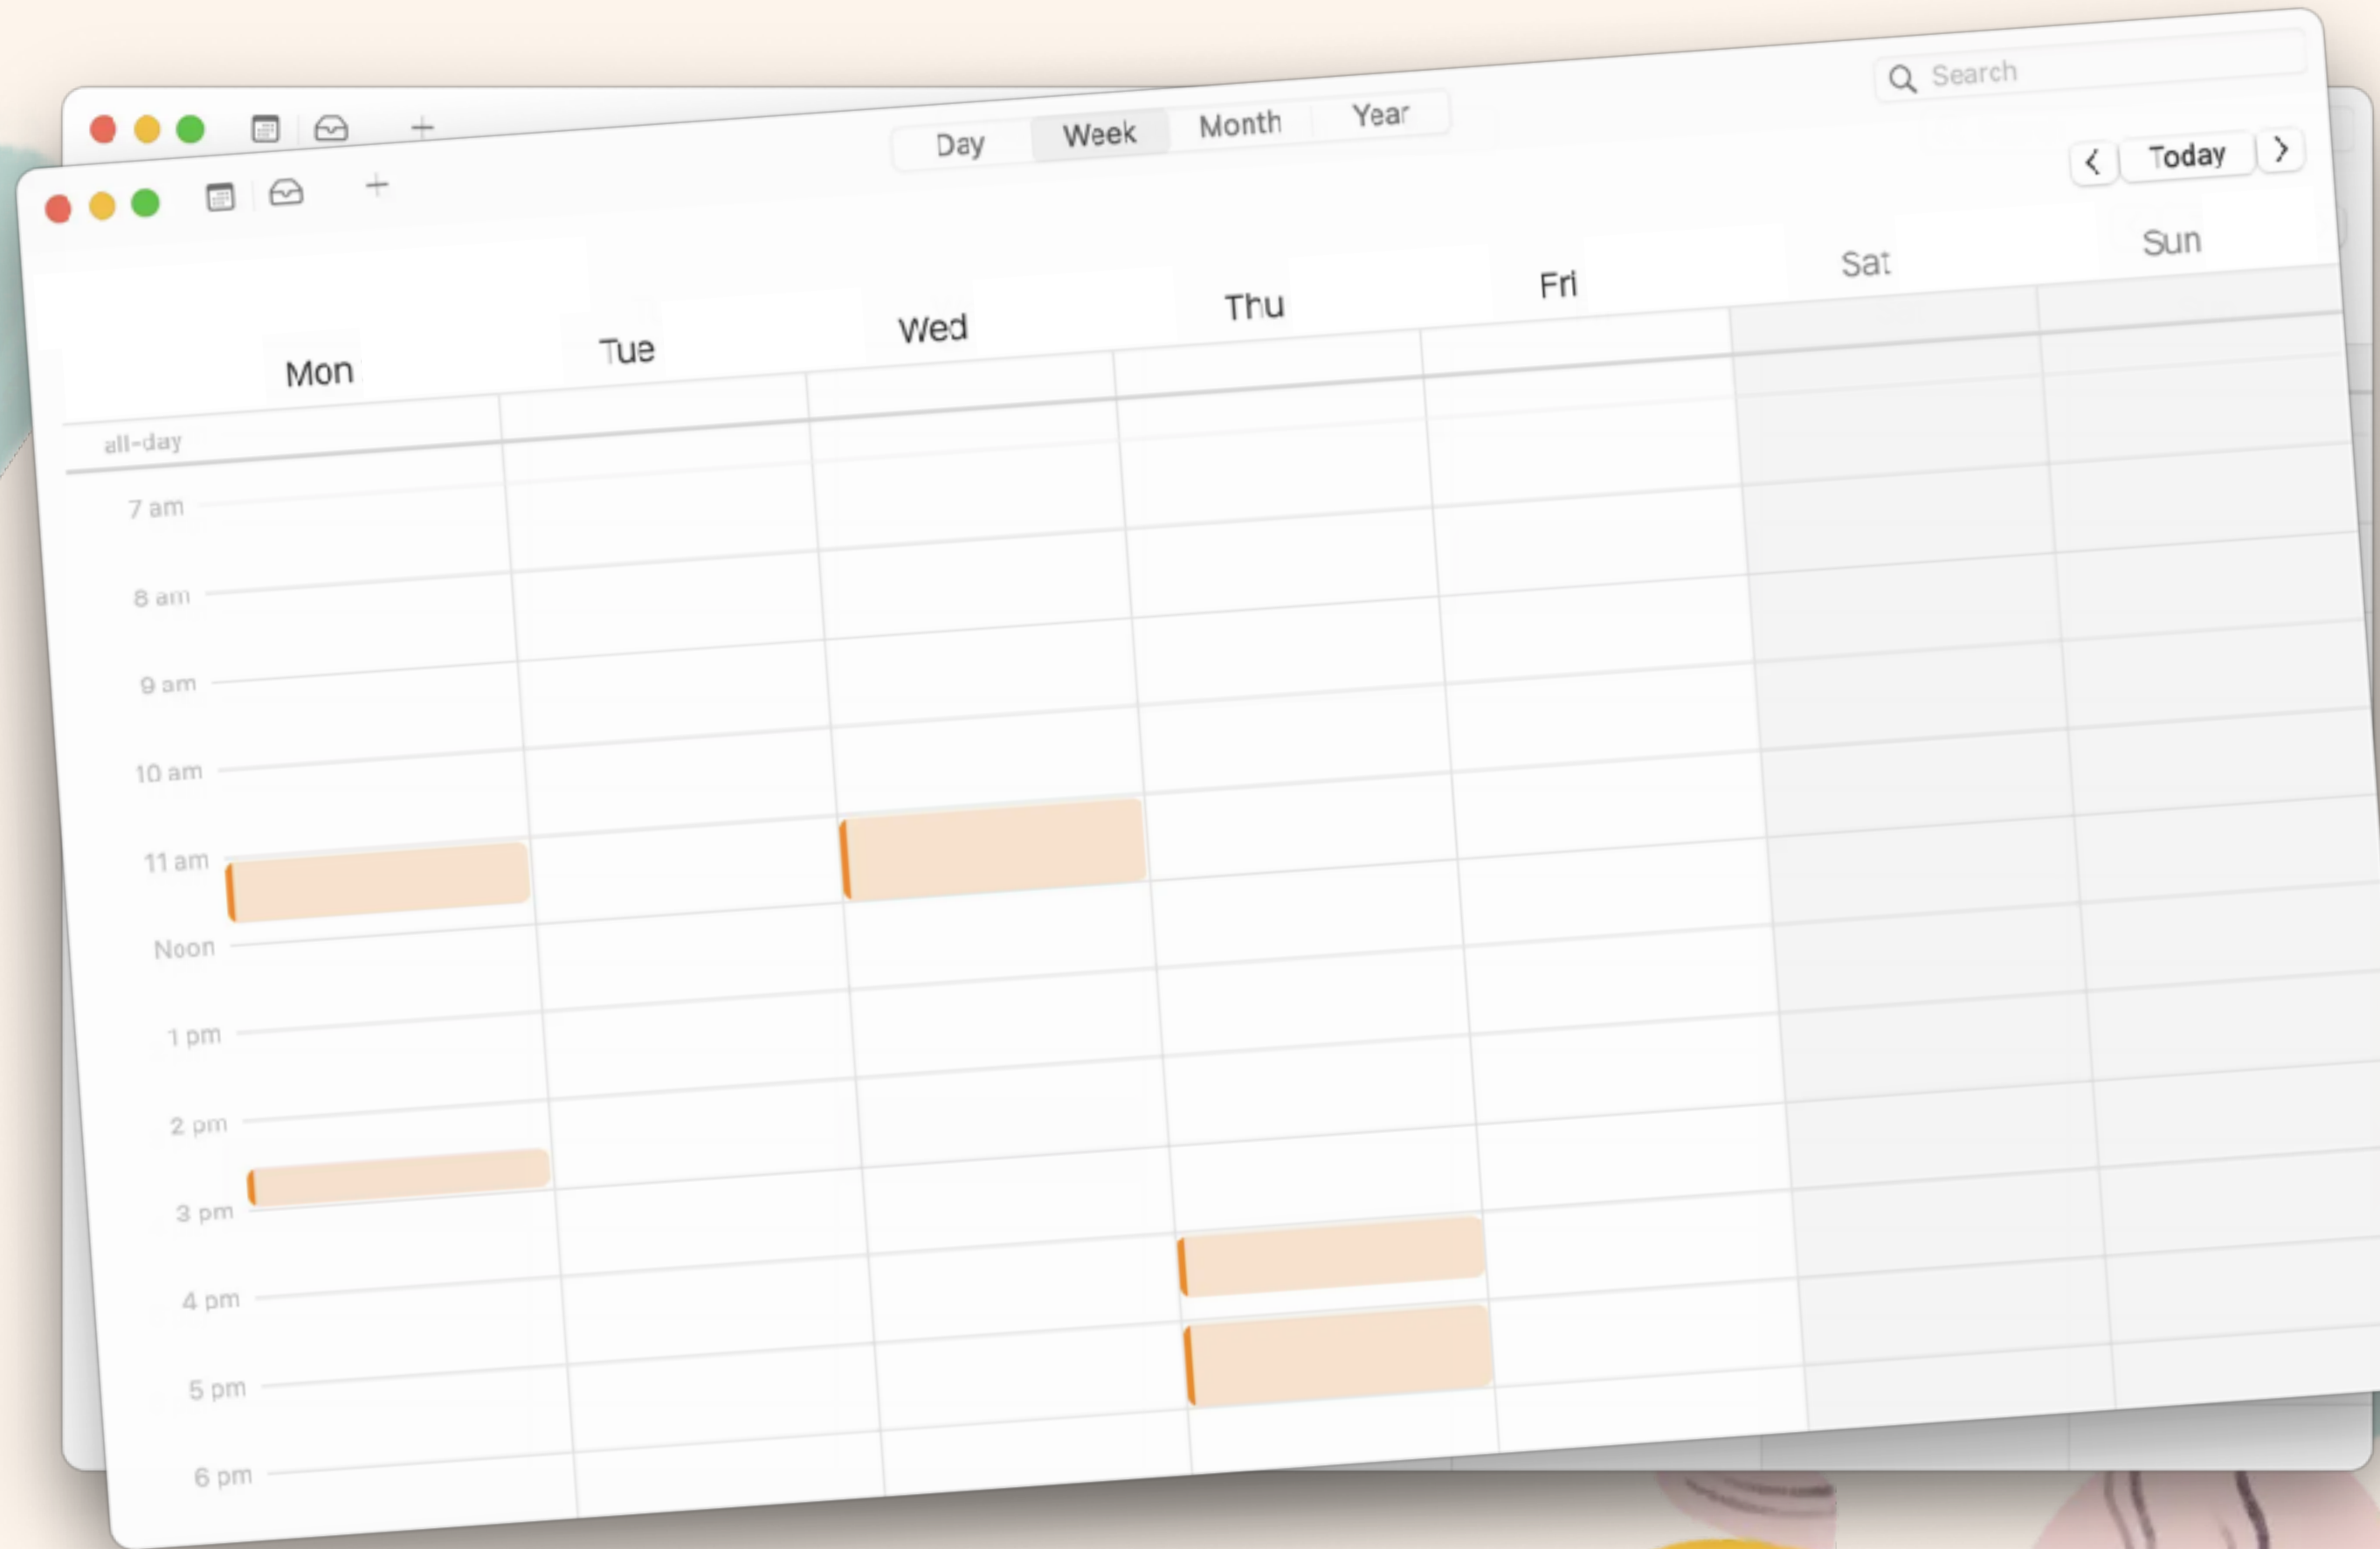 Day Week Month Year
Search
Today
Mon Tue Wed Thu Fri Sat Sun
all-day
7 am
8 am
9 am
10 am
11 am
Noon
1 pm
2 pm
3 pm
4 pm
5 pm
6 pm